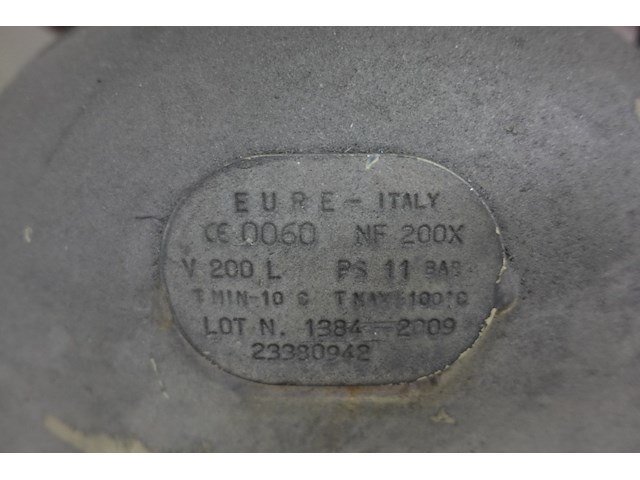 EURE - ITALY
CE 0060 NF 200X
V 200 L PS 11 BAR
T MIN-10°C T MAX+100°C
LOT N. 1384-2009
23380942